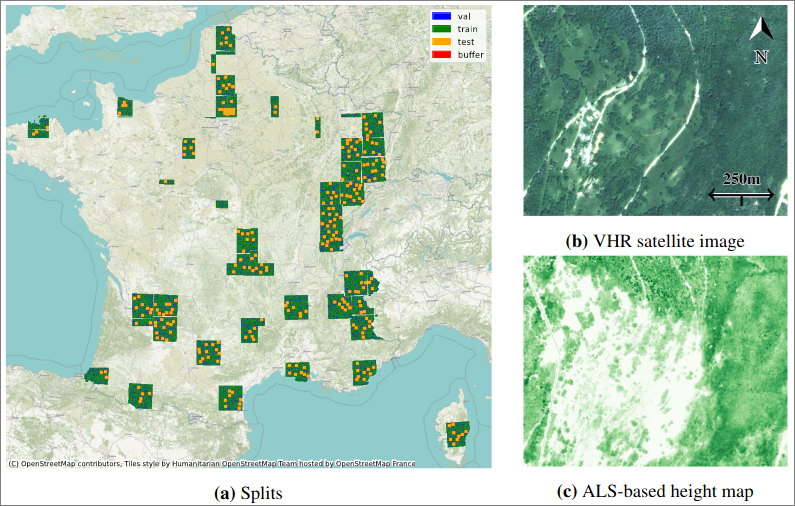 val
train
test
buffer
(C) OpenStreetMap contributors, Tiles style by Humanitarian OpenStreetMap Team hosted by OpenStreetMap France
(a) Splits
N
250m
(b) VHR satellite image
(c) ALS-based height map